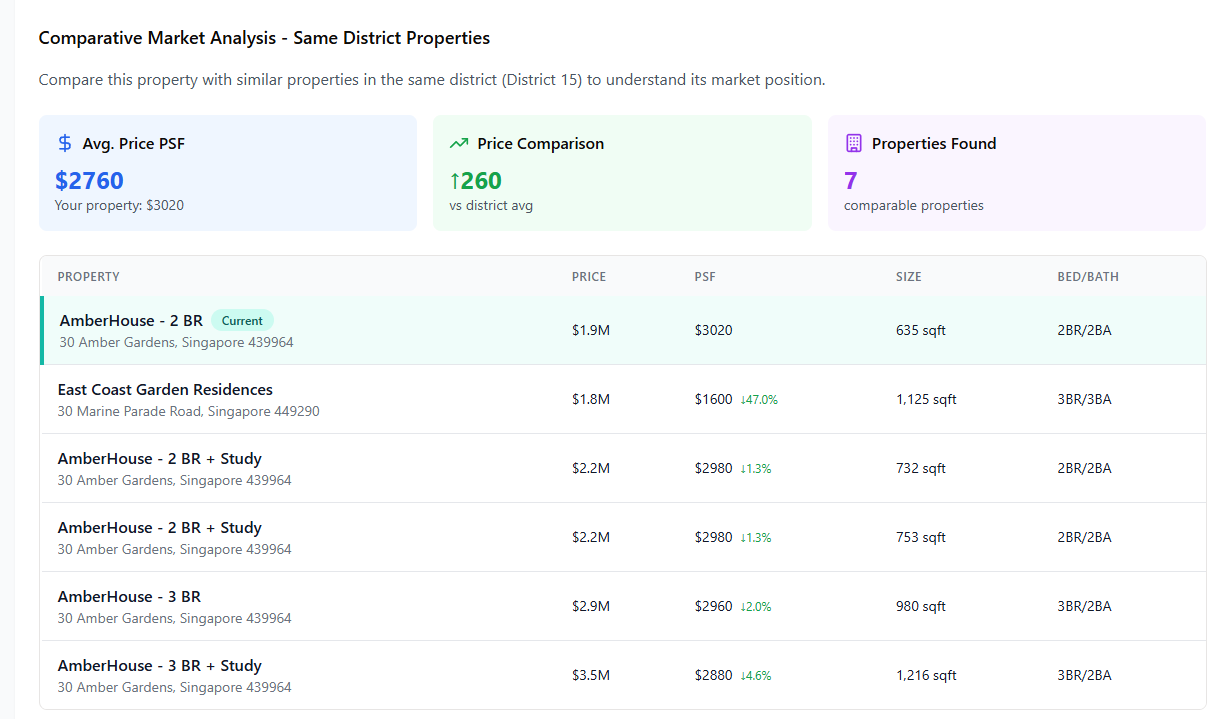 Comparative Market Analysis - Same District Properties
Compare this property with similar properties in the same district (District 15) to understand its market position.
Avg. Price PSF
$2760
Your property: $3020
Price Comparison
↑260
vs district avg
Properties Found
7
comparable properties
PROPERTY PRICE PSF SIZE BED/BATH
AmberHouse - 2 BR Current
30 Amber Gardens, Singapore 439964
$1.9M $3020 635 sqft 2BR/2BA
East Coast Garden Residences
30 Marine Parade Road, Singapore 449290
$1.8M $1600 ↓47.0% 1,125 sqft 3BR/3BA
AmberHouse - 2 BR + Study
30 Amber Gardens, Singapore 439964
$2.2M $2980 ↓1.3% 732 sqft 2BR/2BA
AmberHouse - 2 BR + Study
30 Amber Gardens, Singapore 439964
$2.2M $2980 ↓1.3% 753 sqft 2BR/2BA
AmberHouse - 3 BR
30 Amber Gardens, Singapore 439964
$2.9M $2960 ↓2.0% 980 sqft 3BR/2BA
AmberHouse - 3 BR + Study
30 Amber Gardens, Singapore 439964
$3.5M $2880 ↓4.6% 1,216 sqft 3BR/2BA